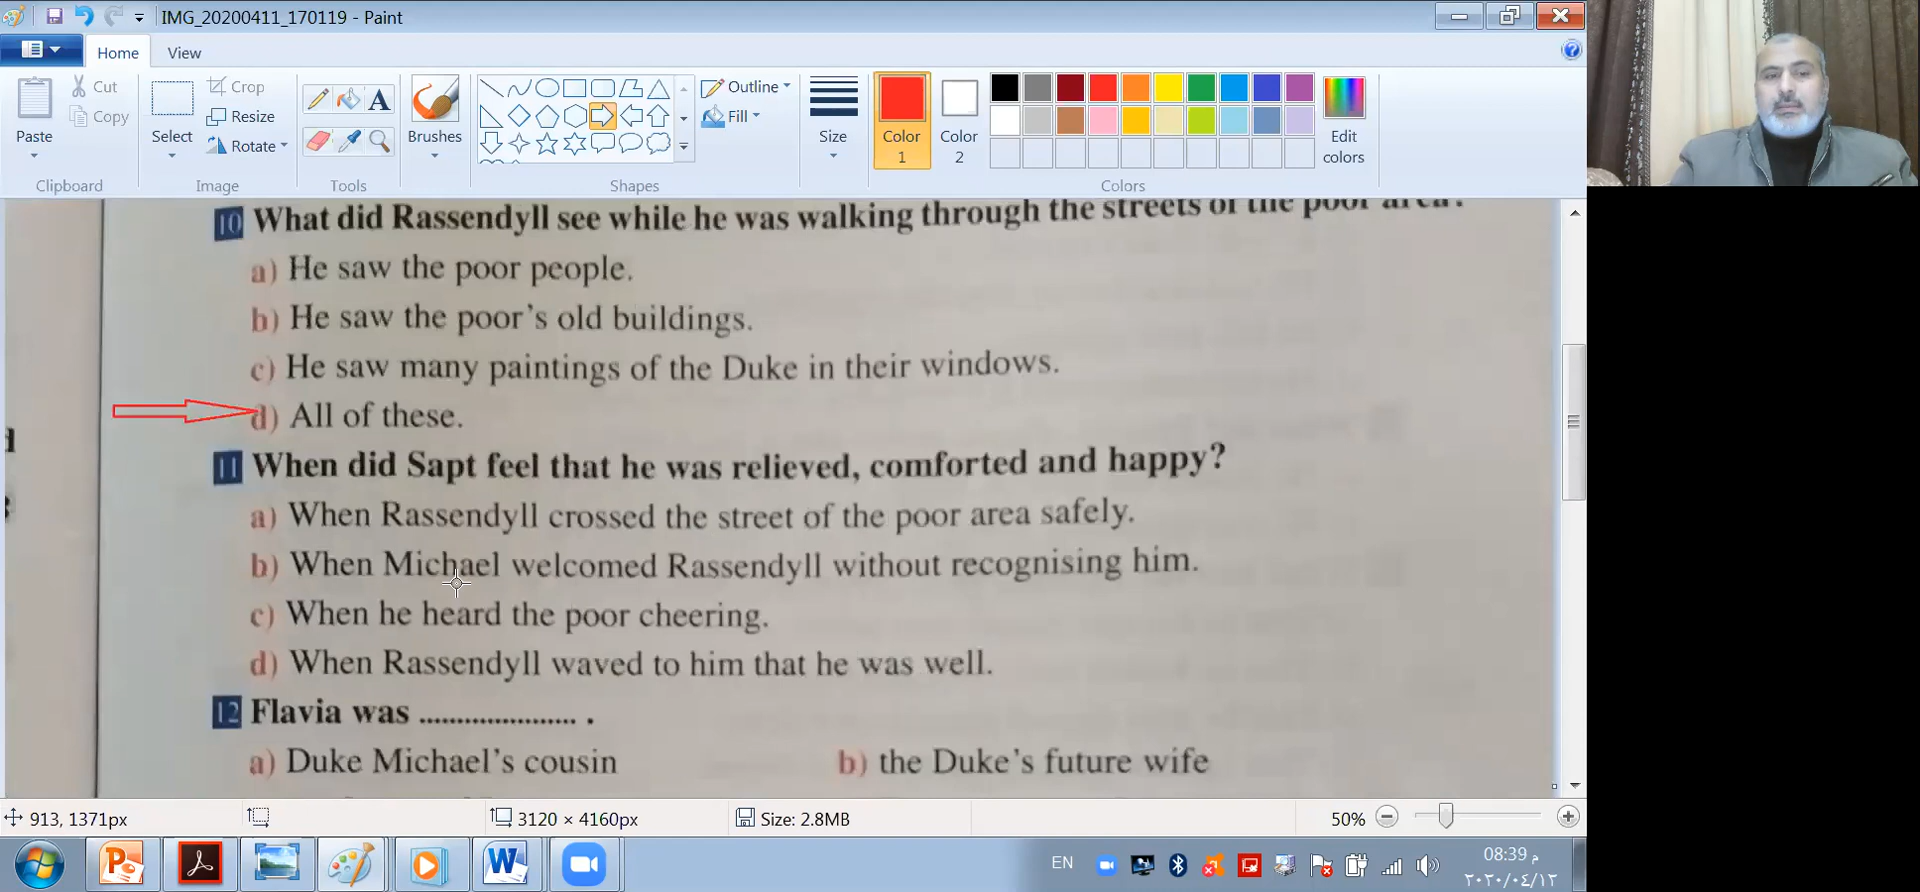 IMG_20200411_170119 - Paint
Home View
Paste
Cut
Copy
Clipboard
Select
Crop
Resize
Rotate
Image
A
Tools
Brushes
Shapes
Outline
Fill
Size
Color 1
Color 2
Edit colors
Colors
10 What did Rassendyll see while he was walking through the streets of the poor area?
a) He saw the poor people.
b) He saw the poor's old buildings.
c) He saw many paintings of the Duke in their windows.
d) All of these.
11 When did Sapt feel that he was relieved, comforted and happy?
a) When Rassendyll crossed the street of the poor area safely.
b) When Michael welcomed Rassendyll without recognising him.
c) When he heard the poor cheering.
d) When Rassendyll waved to him that he was well.
12 Flavia was ..................... .
a) Duke Michael's cousin b) the Duke's future wife
913, 1371px 3120 × 4160px Size: 2.8MB 50%
EN
08:39 م
٢٠٢٠/٠٤/١٢